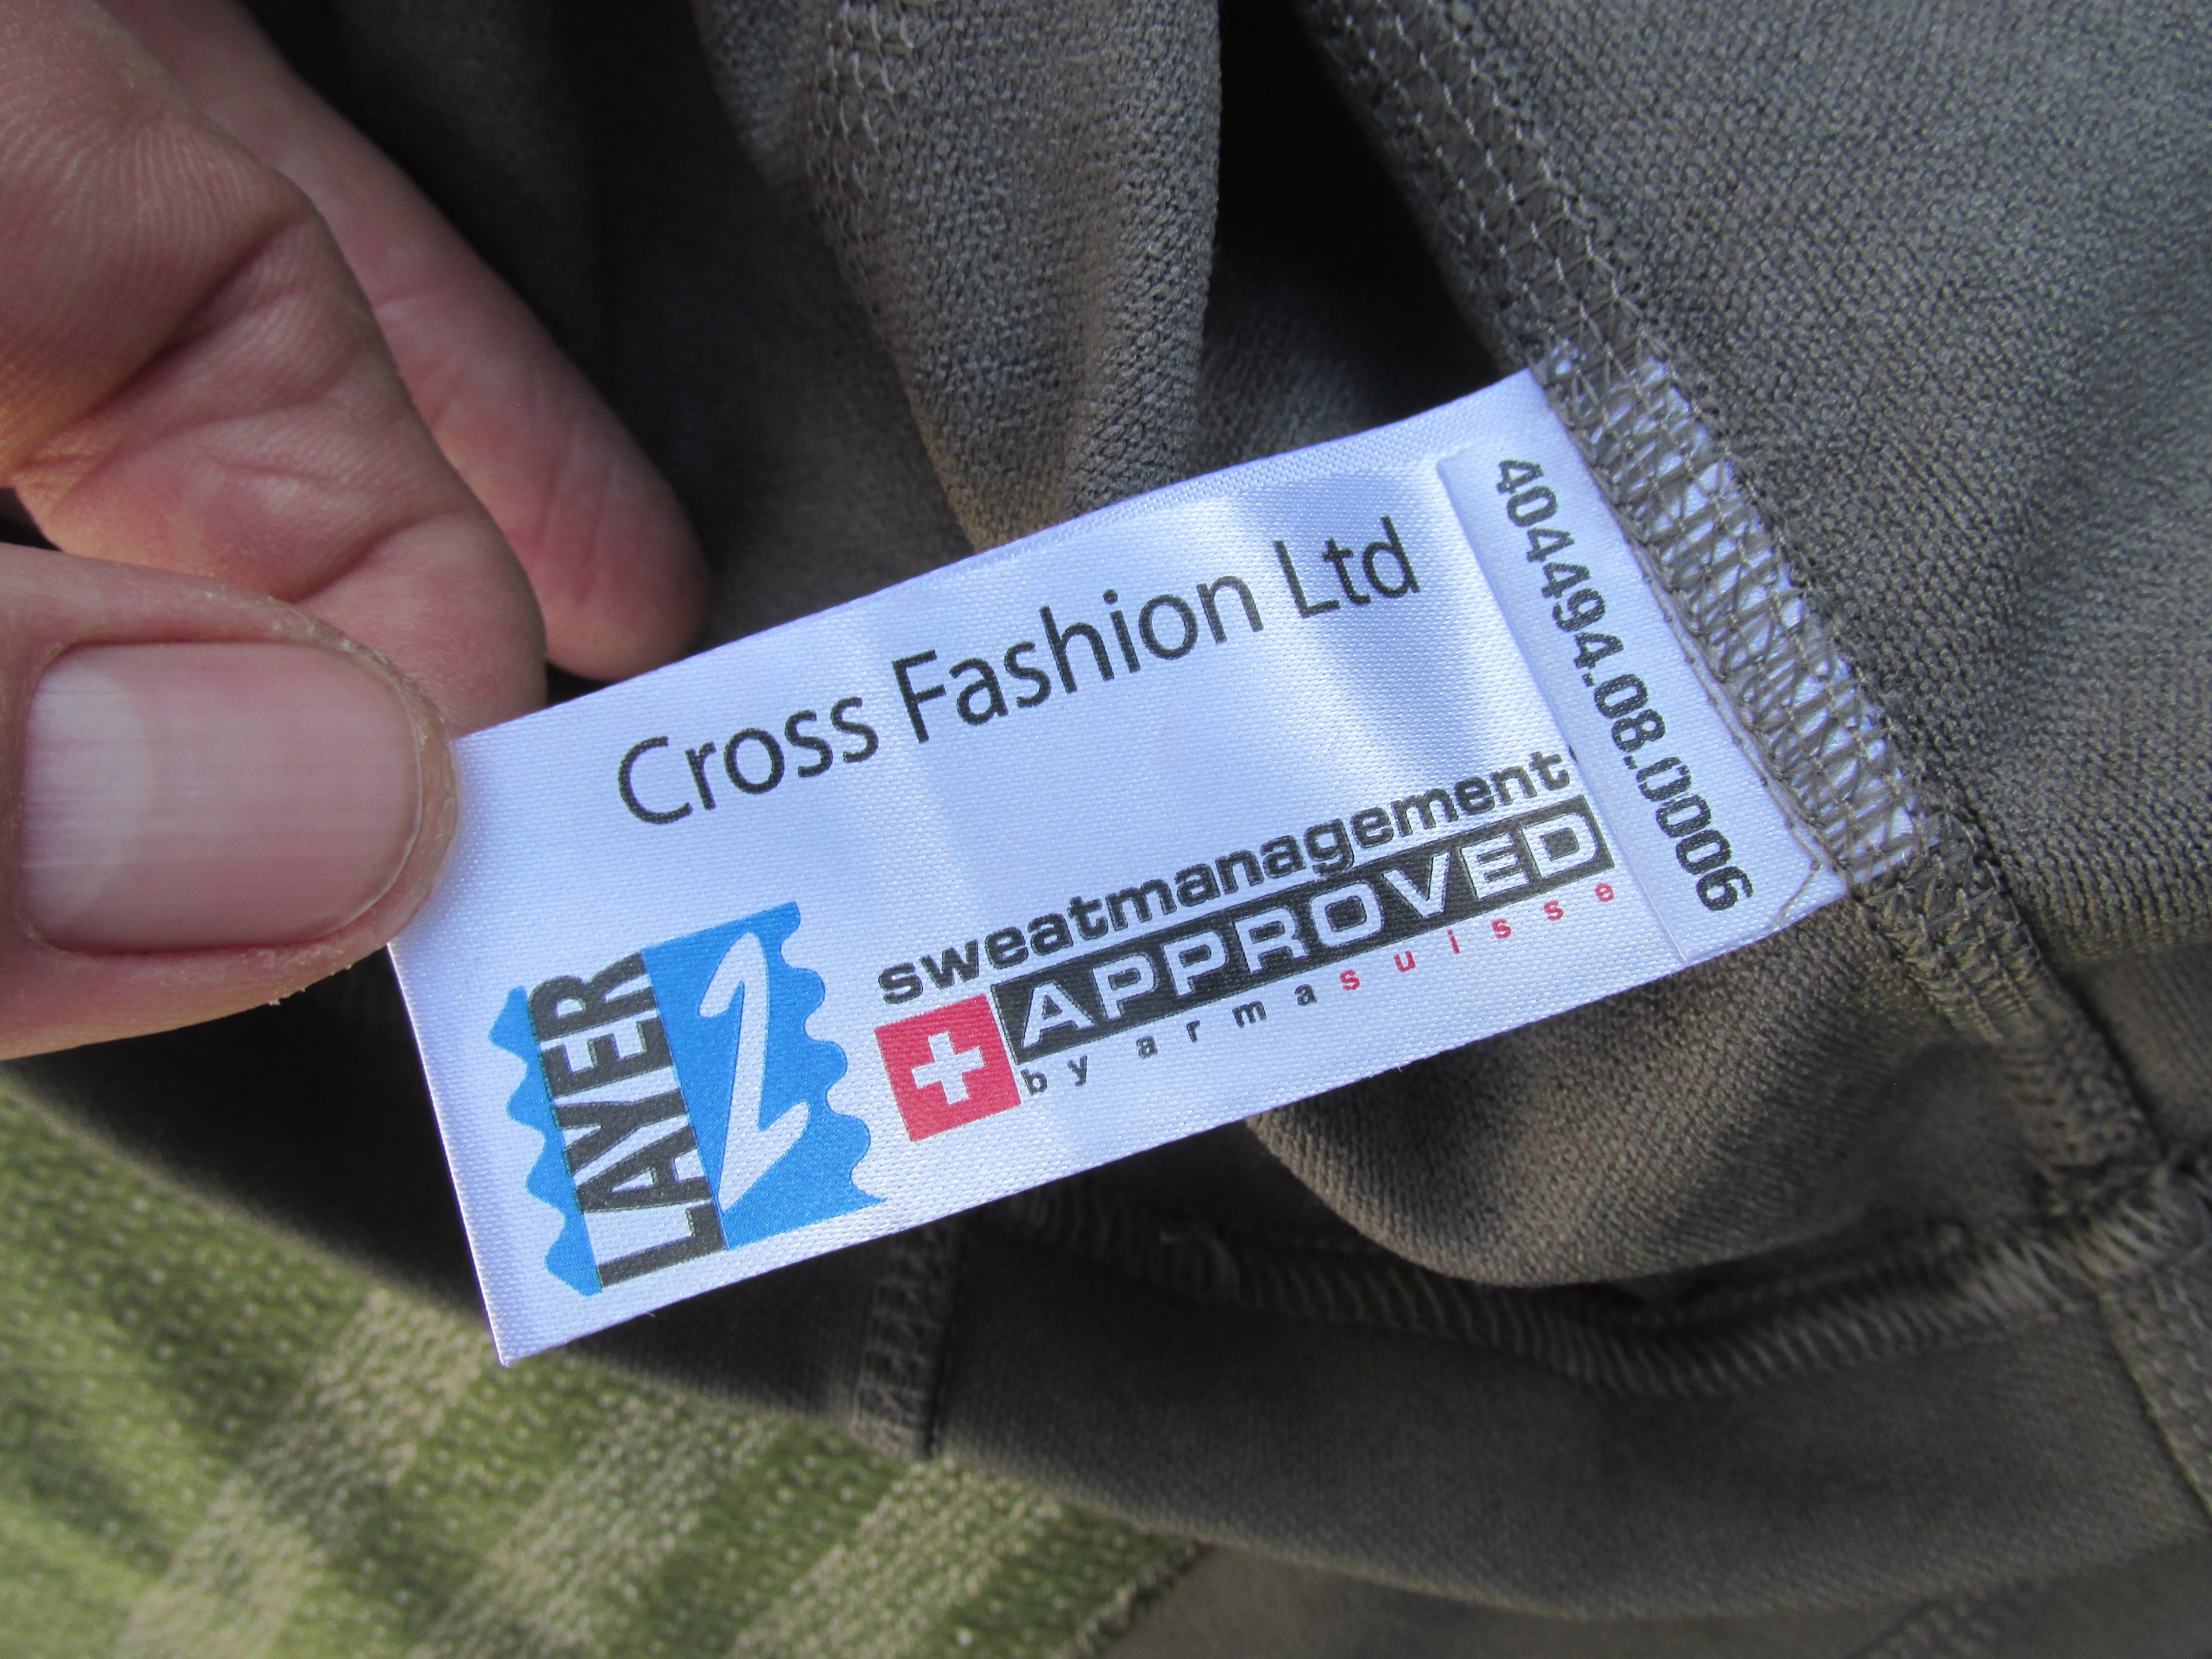 Cross Fashion Ltd
LAYER 2
sweatmanagement
APPROVED
by armasuisse
404494.08.0006